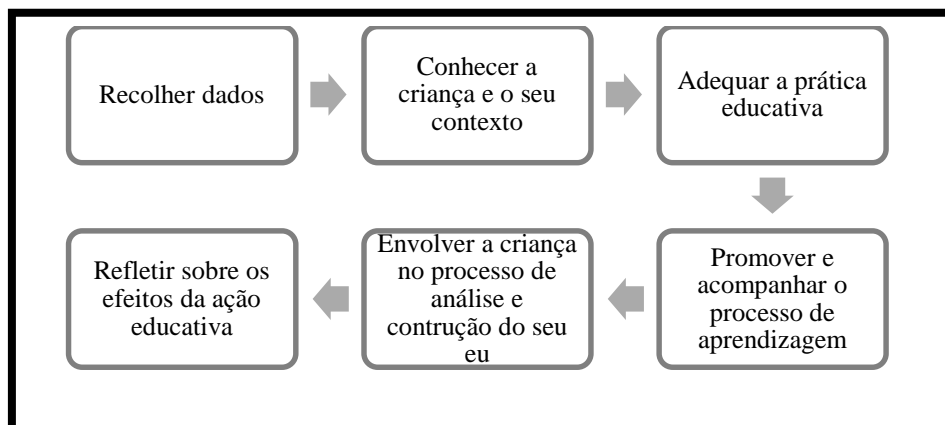 Recolher dados
Conhecer a
criança e o seu
contexto
Adequar a prática
educativa
Promover e
acompanhar o
processo de
aprendizagem
Envolver a criança
no processo de
análise e
contrução do seu
eu
Refletir sobre os
efeitos da ação
educativa